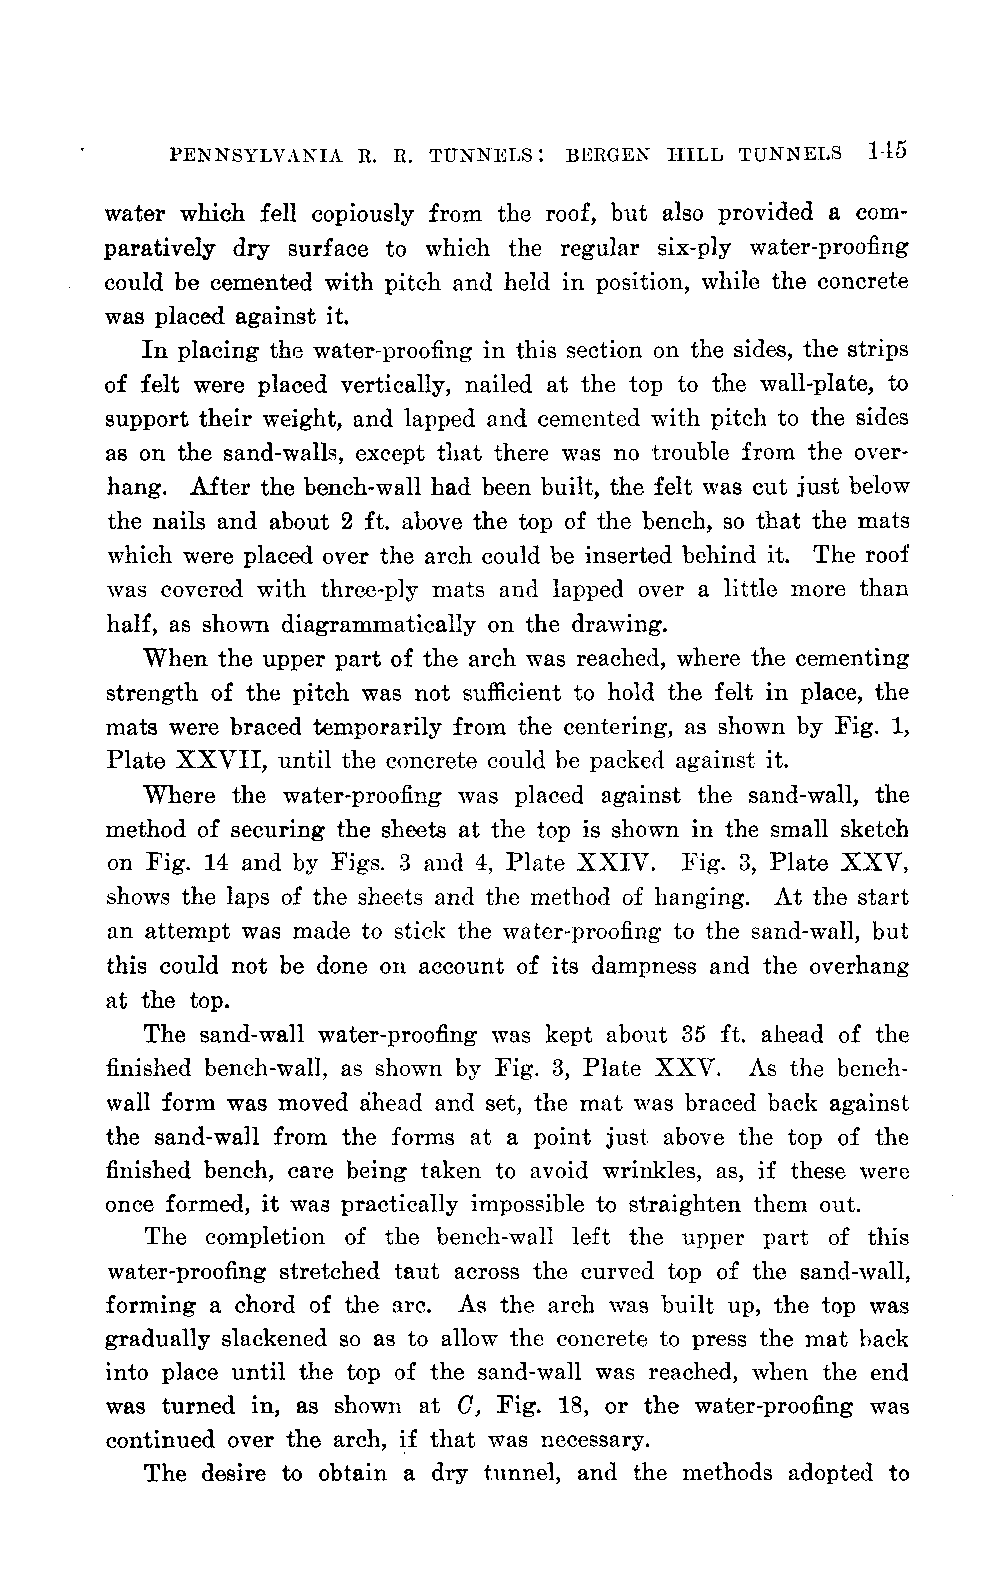 PENNSYLVANIA R. R. TUNNELS: BERGEN HILL TUNNELS 145
water which fell copiously from the roof, but also provided a com-
paratively dry surface to which the regular six-ply water-proofing
could be cemented with pitch and held in position, while the concrete
was placed against it.
In placing the water-proofing in this section on the sides, the strips
of felt were placed vertically, nailed at the top to the wall-plate, to
support their weight, and lapped and cemented with pitch to the sides
as on the sand-walls, except that there was no trouble from the over-
hang. After the bench-wall had been built, the felt was cut just below
the nails and about 2 ft. above the top of the bench, so that the mats
which were placed over the arch could be inserted behind it. The roof
was covered with three-ply mats and lapped over a little more than
half, as shown diagrammatically on the drawing.
When the upper part of the arch was reached, where the cementing
strength of the pitch was not sufficient to hold the felt in place, the
mats were braced temporarily from the centering, as shown by Fig. 1,
Plate XXVII, until the concrete could be packed against it.
Where the water-proofing was placed against the sand-wall, the
method of securing the sheets at the top is shown in the small sketch
on Fig. 14 and by Figs. 3 and 4, Plate XXIV. Fig. 3, Plate XXV,
shows the laps of the sheets and the method of hanging. At the start
an attempt was made to stick the water-proofing to the sand-wall, but
this could not be done on account of its dampness and the overhang
at the top.
The sand-wall water-proofing was kept about 35 ft. ahead of the
finished bench-wall, as shown by Fig. 3, Plate XXV. As the bench-
wall form was moved ahead and set, the mat was braced back against
the sand-wall from the forms at a point just above the top of the
finished bench, care being taken to avoid wrinkles, as, if these were
once formed, it was practically impossible to straighten them out.
The completion of the bench-wall left the upper part of this
water-proofing stretched taut across the curved top of the sand-wall,
forming a chord of the arc. As the arch was built up, the top was
gradually slackened so as to allow the concrete to press the mat back
into place until the top of the sand-wall was reached, when the end
was turned in, as shown at C, Fig. 18, or the water-proofing was
continued over the arch, if that was necessary.
The desire to obtain a dry tunnel, and the methods adopted to